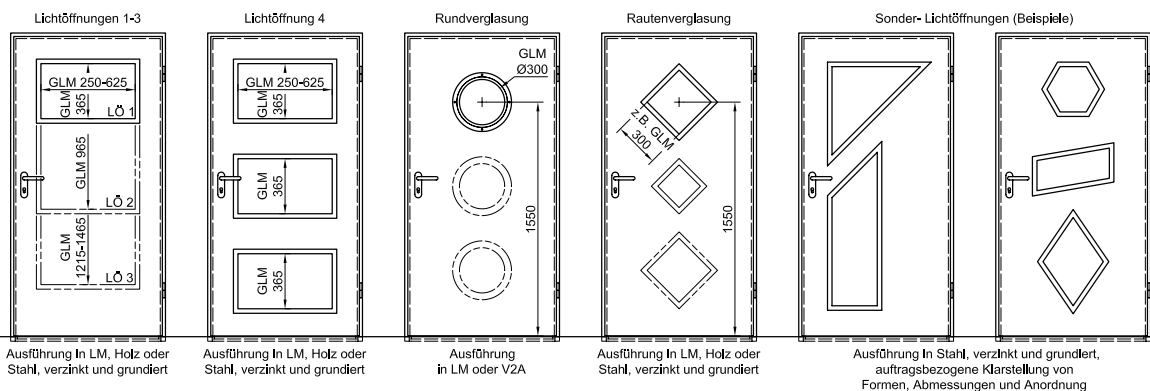 Lichtöffnungen 1-3
Lichtöffnung 4
Rundverglasung
Rautenverglasung
Sonder- Lichtöffnungen (Beispiele)
GLM 250-625
GLM
365
LÖ 1
GLM 965
LÖ 2
GLM
1215-1465
LÖ 3
GLM 250-625
GLM
365
GLM
365
GLM
365
GLM
Ø300
1550
z.B. GLM
300
1550
Ausführung In LM, Holz oder
Stahl, verzinkt und grundiert
Ausführung In LM, Holz oder
Stahl, verzinkt und grundiert
Ausführung
in LM oder V2A
Ausführung In LM, Holz oder
Stahl, verzinkt und grundiert
Ausführung In Stahl, verzinkt und grundiert,
auftragsbezogene Klarstellung von
Formen, Abmessungen und Anordnung